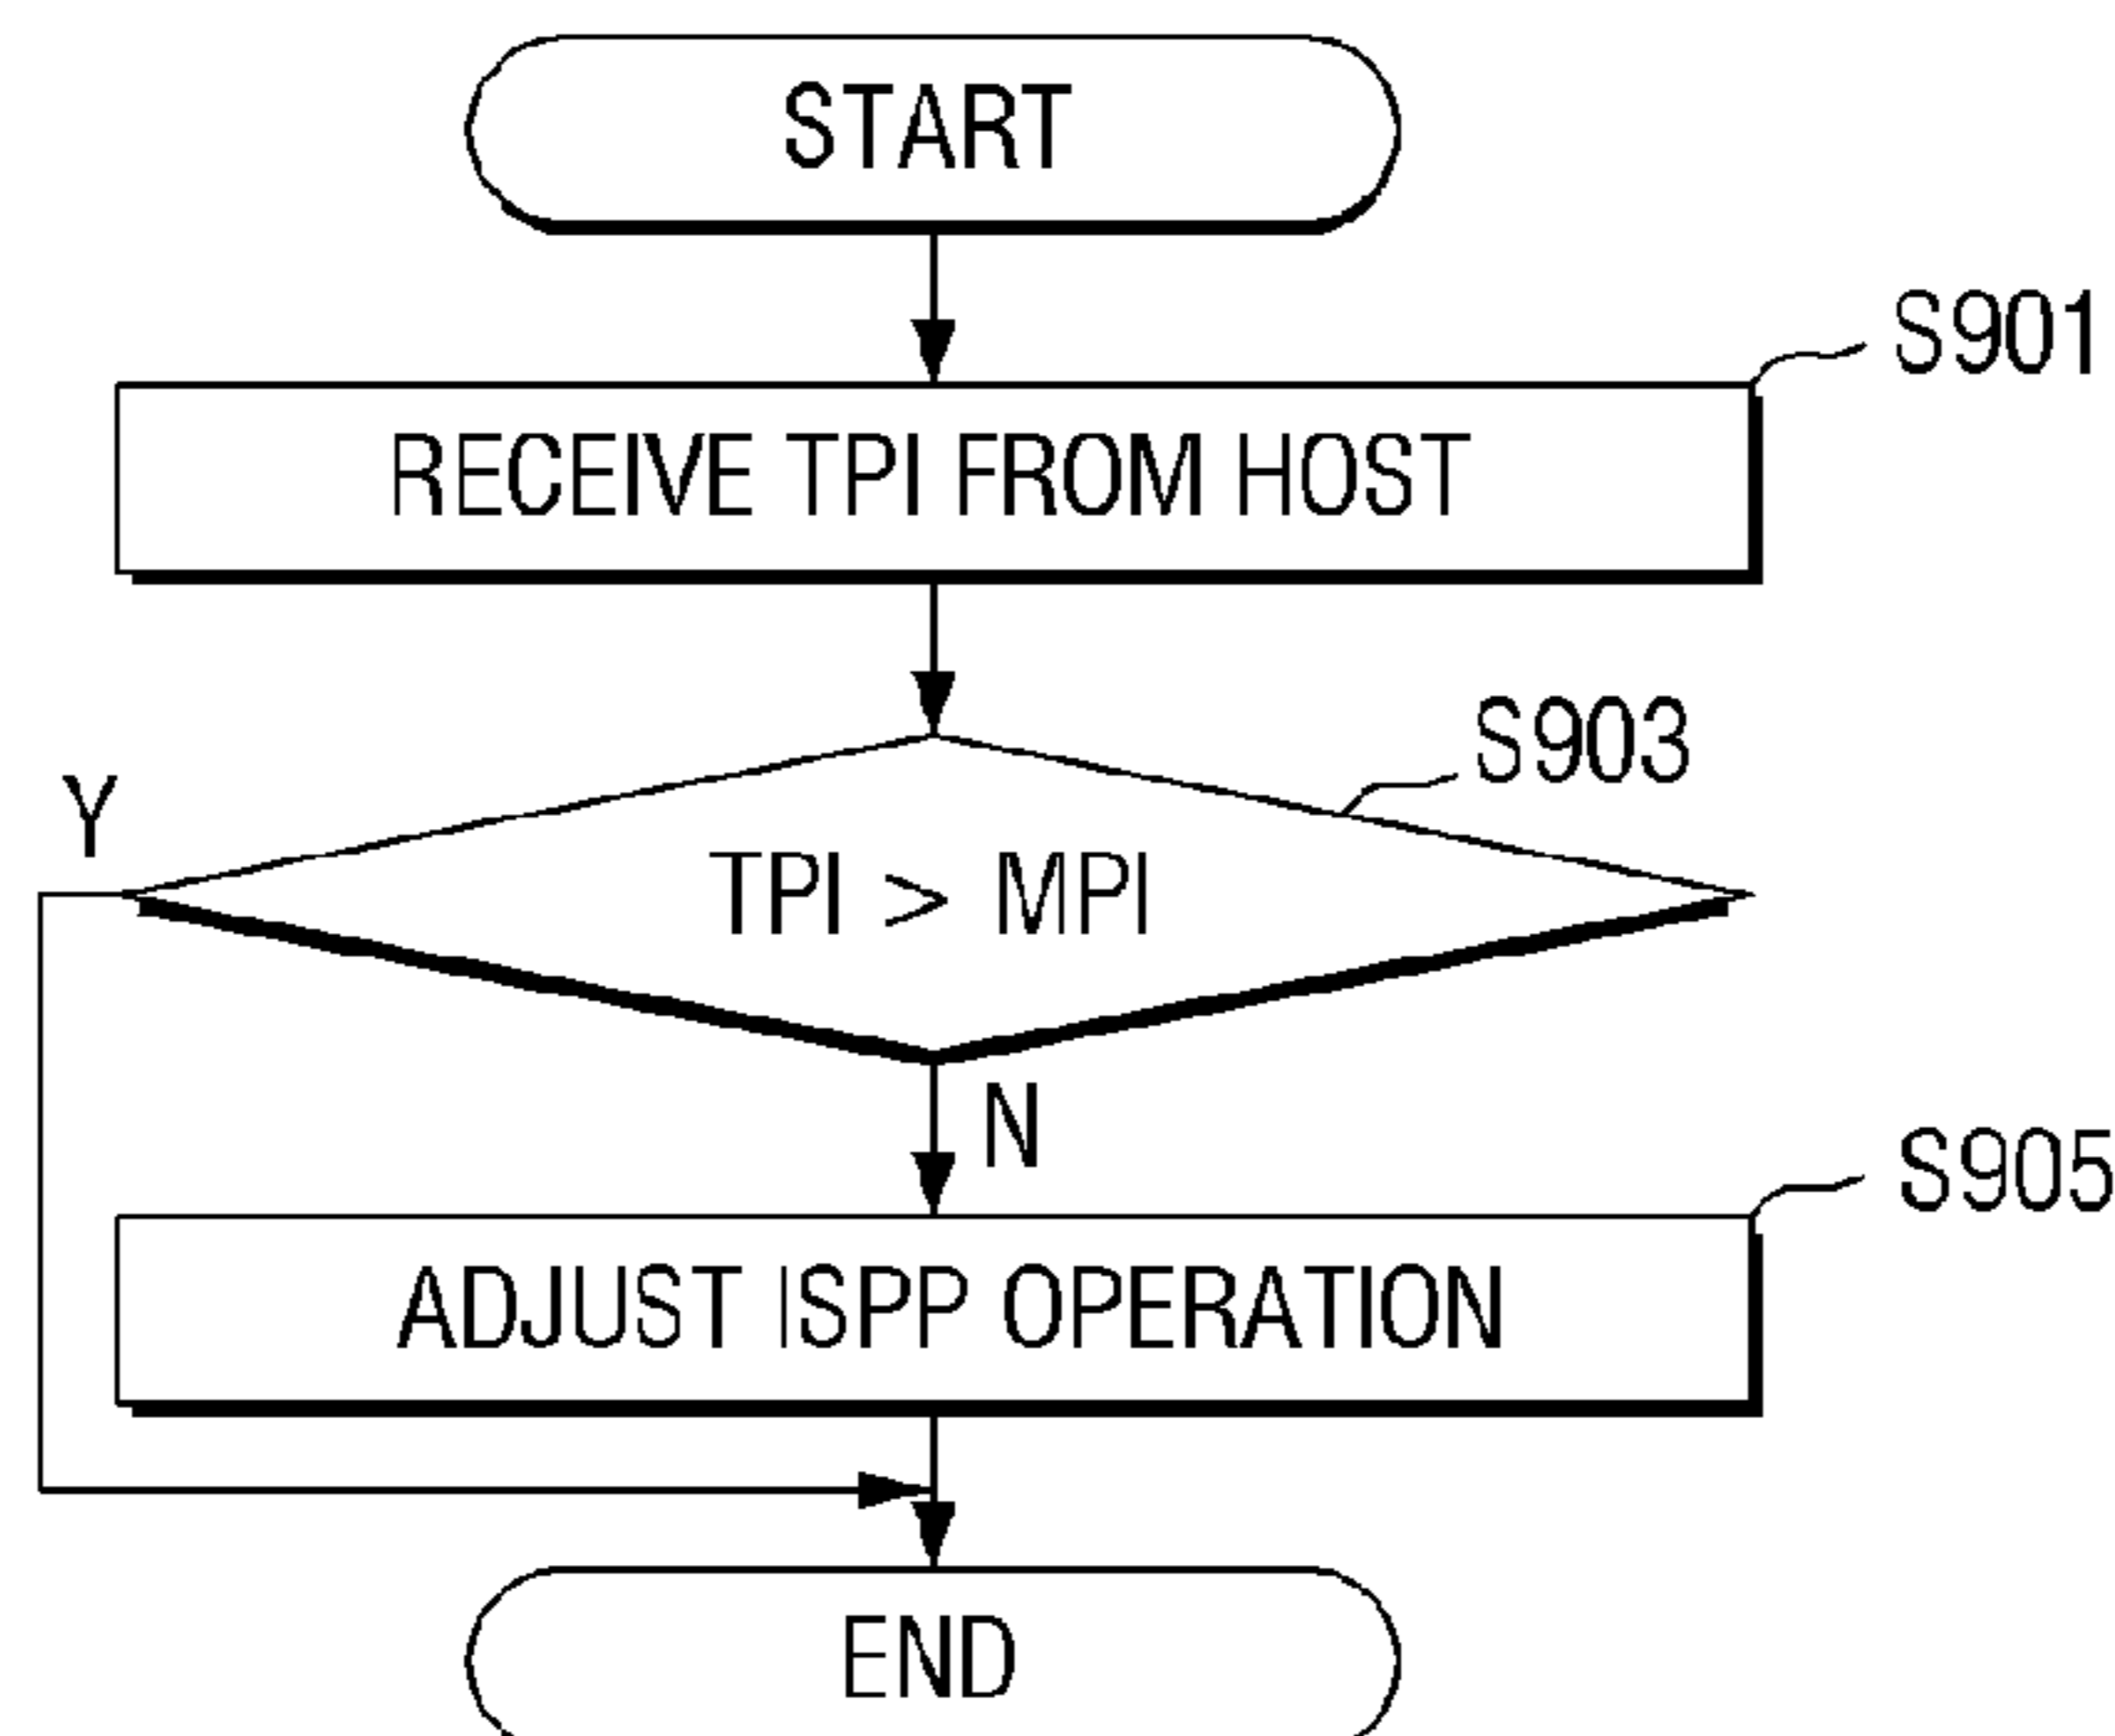 START
S901
RECEIVE TPI FROM HOST
S903
Y
TPI > MPI
N
S905
ADJUST ISPP OPERATION
END